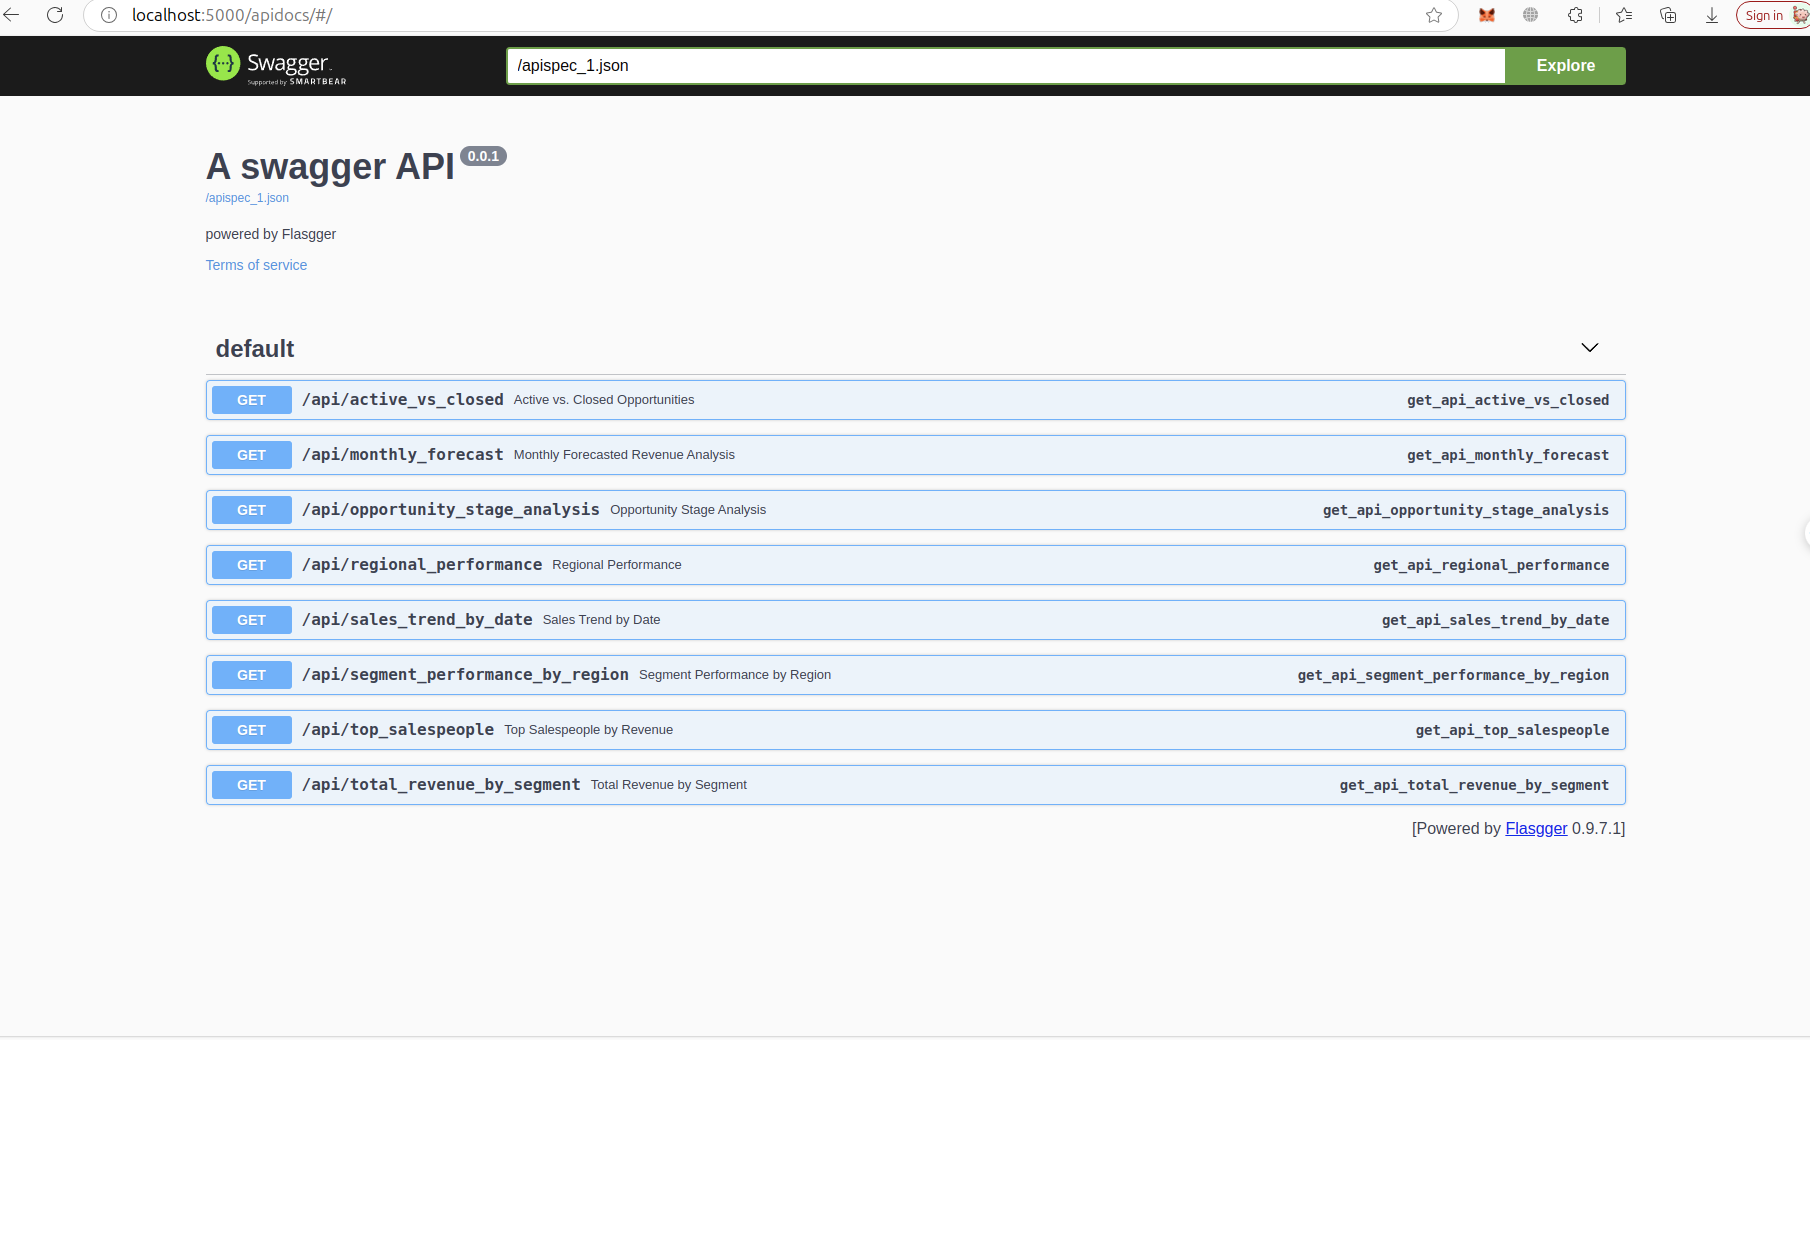 localhost:5000/apidocs/#/
Sign in
Swagger
Supported by SMARTBEAR
/apispec_1.json
Explore
A swagger API 0.0.1
/apispec_1.json
powered by Flasgger
Terms of service
default
GET /api/active_vs_closed Active vs. Closed Opportunities get_api_active_vs_closed
GET /api/monthly_forecast Monthly Forecasted Revenue Analysis get_api_monthly_forecast
GET /api/opportunity_stage_analysis Opportunity Stage Analysis get_api_opportunity_stage_analysis
GET /api/regional_performance Regional Performance get_api_regional_performance
GET /api/sales_trend_by_date Sales Trend by Date get_api_sales_trend_by_date
GET /api/segment_performance_by_region Segment Performance by Region get_api_segment_performance_by_region
GET /api/top_salespeople Top Salespeople by Revenue get_api_top_salespeople
GET /api/total_revenue_by_segment Total Revenue by Segment get_api_total_revenue_by_segment
[Powered by Flasgger 0.9.7.1]